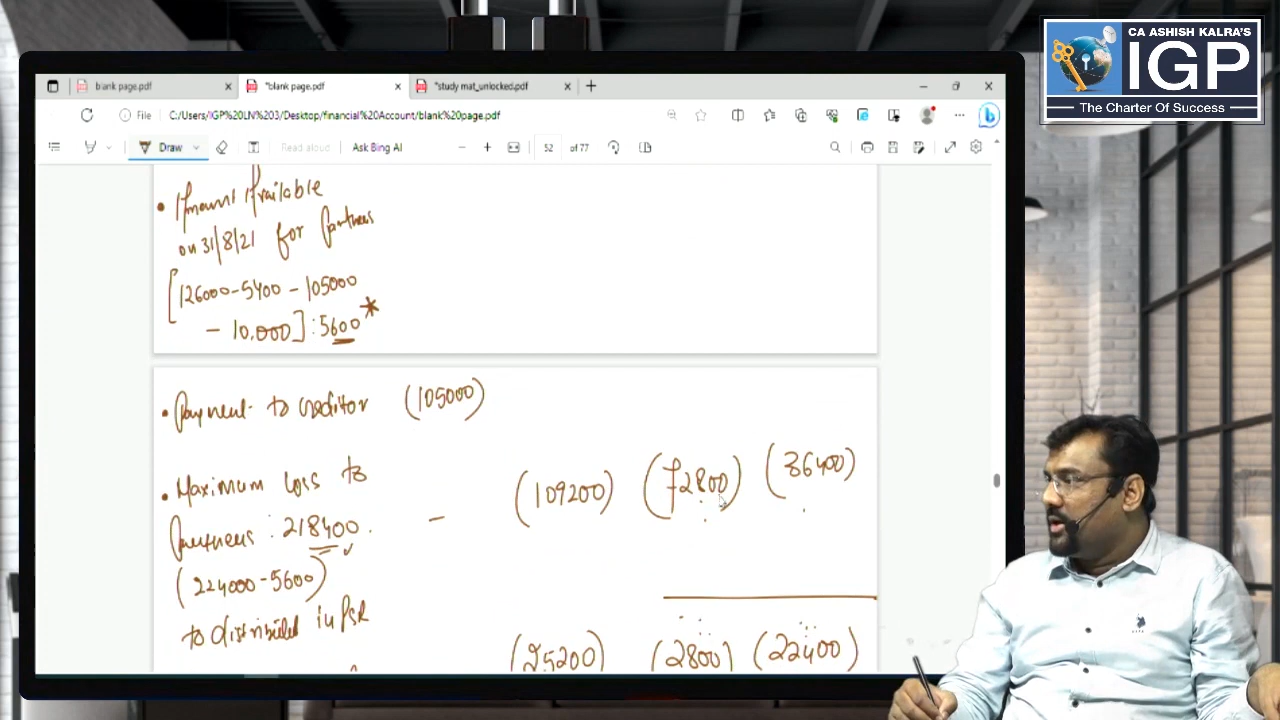 CA ASHISH KALRA'S
IGP
The Charter Of Success
blank page.pdf
*blank page.pdf
*study mat_unlocked.pdf
File C:/Users/IGP%20LN%203/Desktop/financial%20Account/blank%20page.pdf
Draw Read aloud Ask Bing AI 52 of 77
• Amount Available
on 31/8/21 for Partners
[126000-5400 - 105000
- 10,000] : 5600 *
• Payment to creditor (105000)
• Maximum loss to
partners : 218400. - (109200) (72800) (36400)
(224000-5600)
to distributed in PSR
(25200) (2800) (22400)